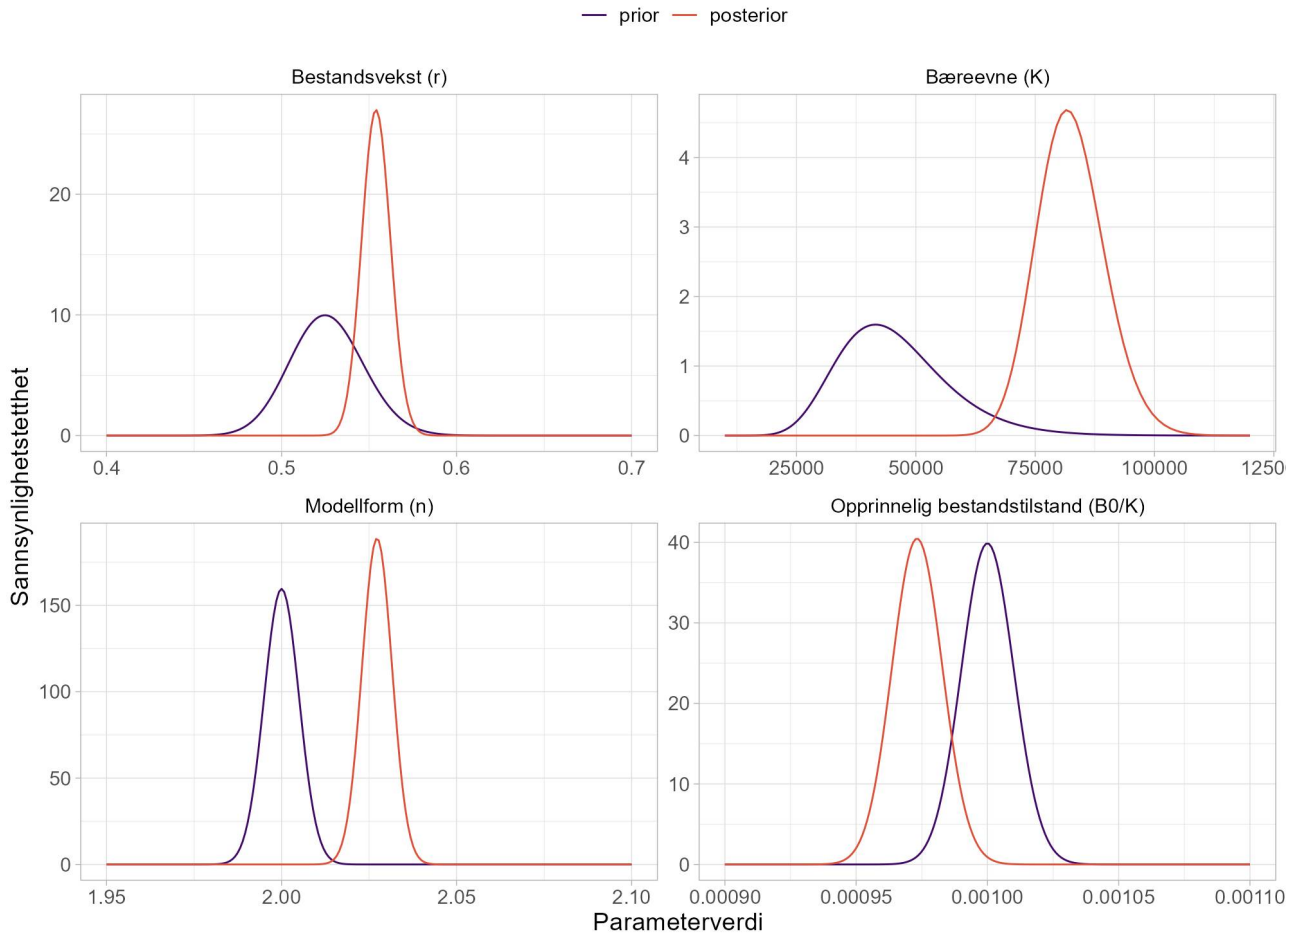 prior posterior
Bestandsvekst (r)
Bæreevne (K)
20
10
0
0.4 0.5 0.6 0.7
4
3
2
1
0
25000 50000 75000 100000 1250
Modellform (n)
Opprinnelig bestandstilstand (B0/K)
150
100
50
0
1.95 2.00 2.05 2.10
40
30
20
10
0
0.00090 0.00095 0.00100 0.00105 0.00110
Sannsynlighetstetthet
Parameterverdi